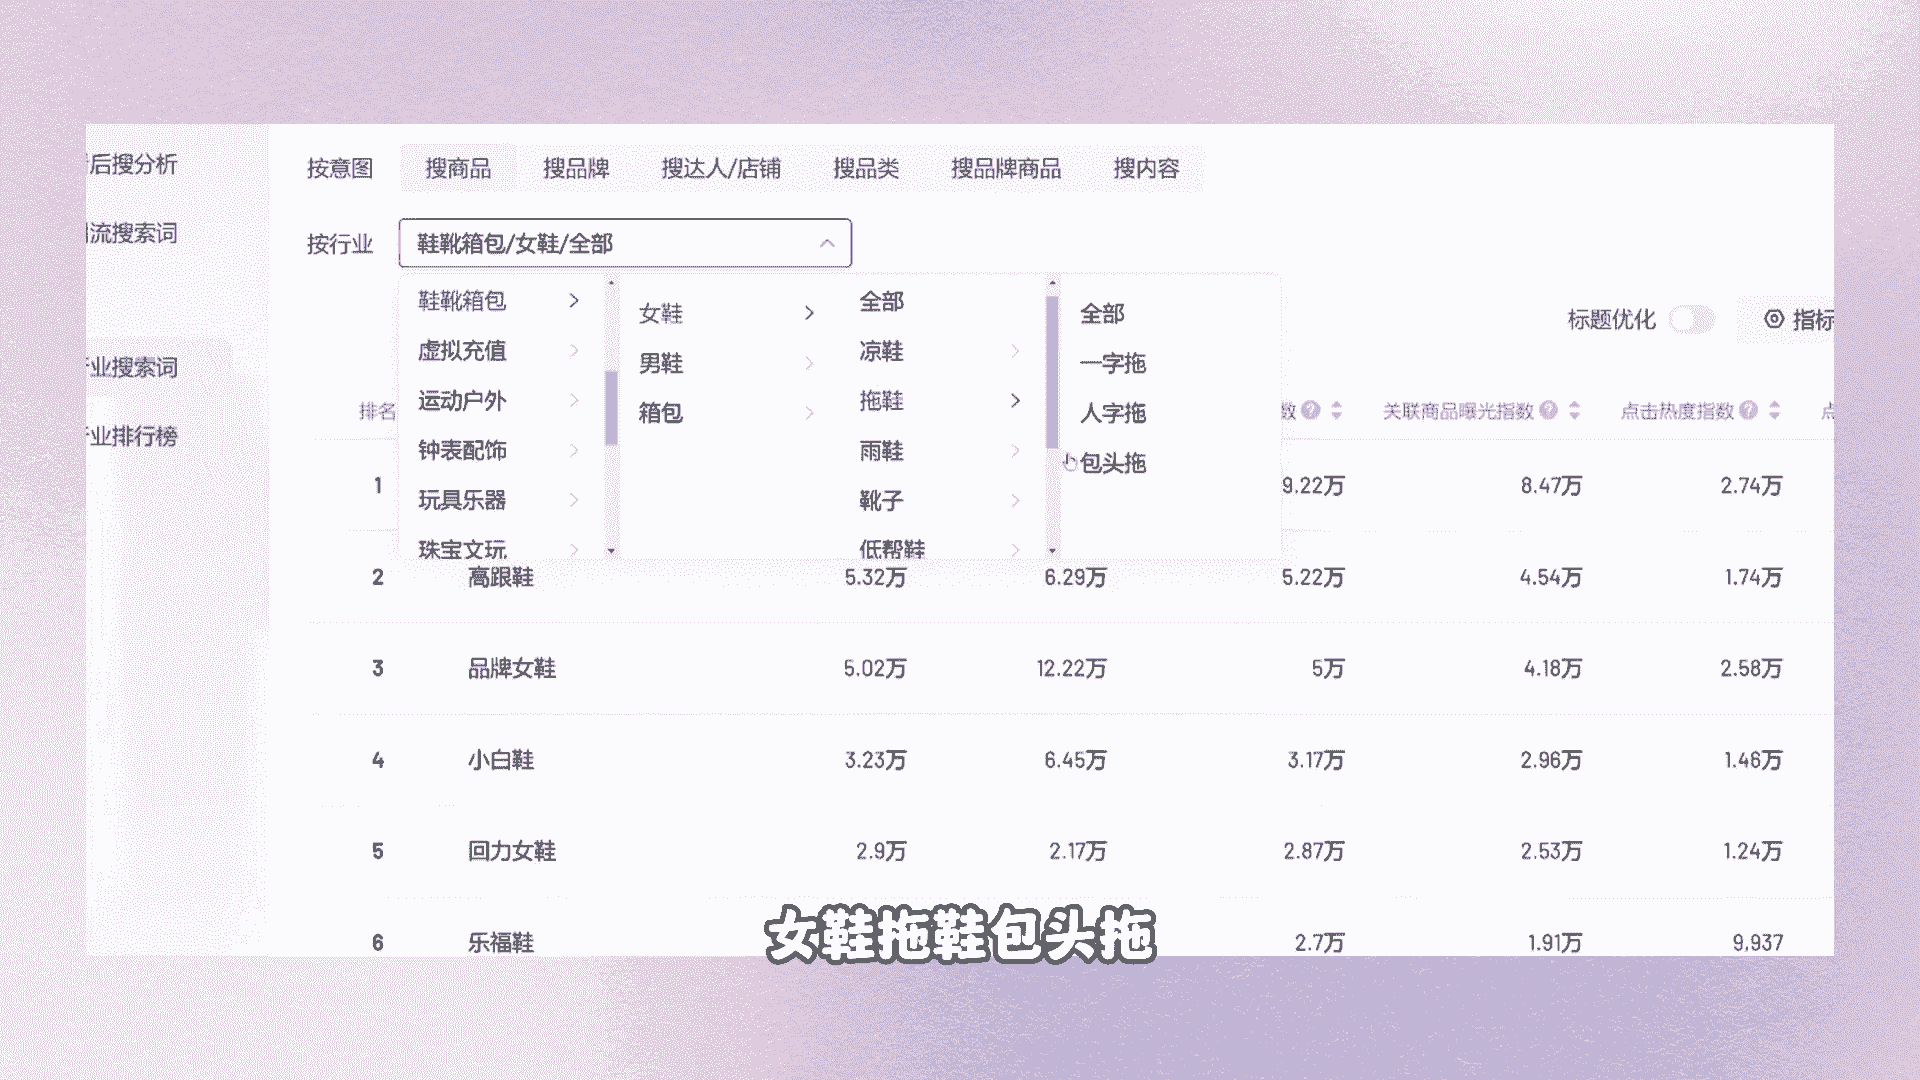 后搜分析
流搜索词
业搜索词
业排行榜
按意图 搜商品 搜品牌 搜达人/店铺 搜品类 搜品牌商品 搜内容
按行业 鞋靴箱包/女鞋/全部
鞋靴箱包
虚拟充值
运动户外
钟表配饰
玩具乐器
珠宝文玩
女鞋
男鞋
箱包
全部
凉鞋
拖鞋
雨鞋
靴子
低帮鞋
全部
一字拖
人字拖
包头拖
标题优化 指标
排名 数 关联商品曝光指数 点击热度指数 点
1 9.22万 8.47万 2.74万
2 高跟鞋 5.32万 6.29万 5.22万 4.54万 1.74万
3 品牌女鞋 5.02万 12.22万 5万 4.18万 2.58万
4 小白鞋 3.23万 6.45万 3.17万 2.96万 1.46万
5 回力女鞋 2.9万 2.17万 2.87万 2.53万 1.24万
6 乐福鞋 2.7万 1.91万 9,937
女鞋拖鞋包头拖